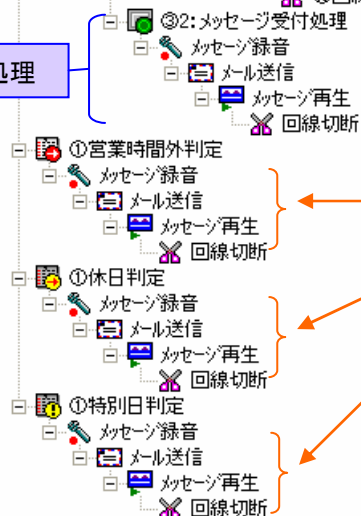 ③2:メッセージ受付処理
メッセージ録音
処理
メール送信
メッセージ再生
回線切断
①営業時間外判定
メッセージ録音
メール送信
メッセージ再生
回線切断
①休日判定
メッセージ録音
メール送信
メッセージ再生
回線切断
①特別日判定
メッセージ録音
メール送信
メッセージ再生
回線切断